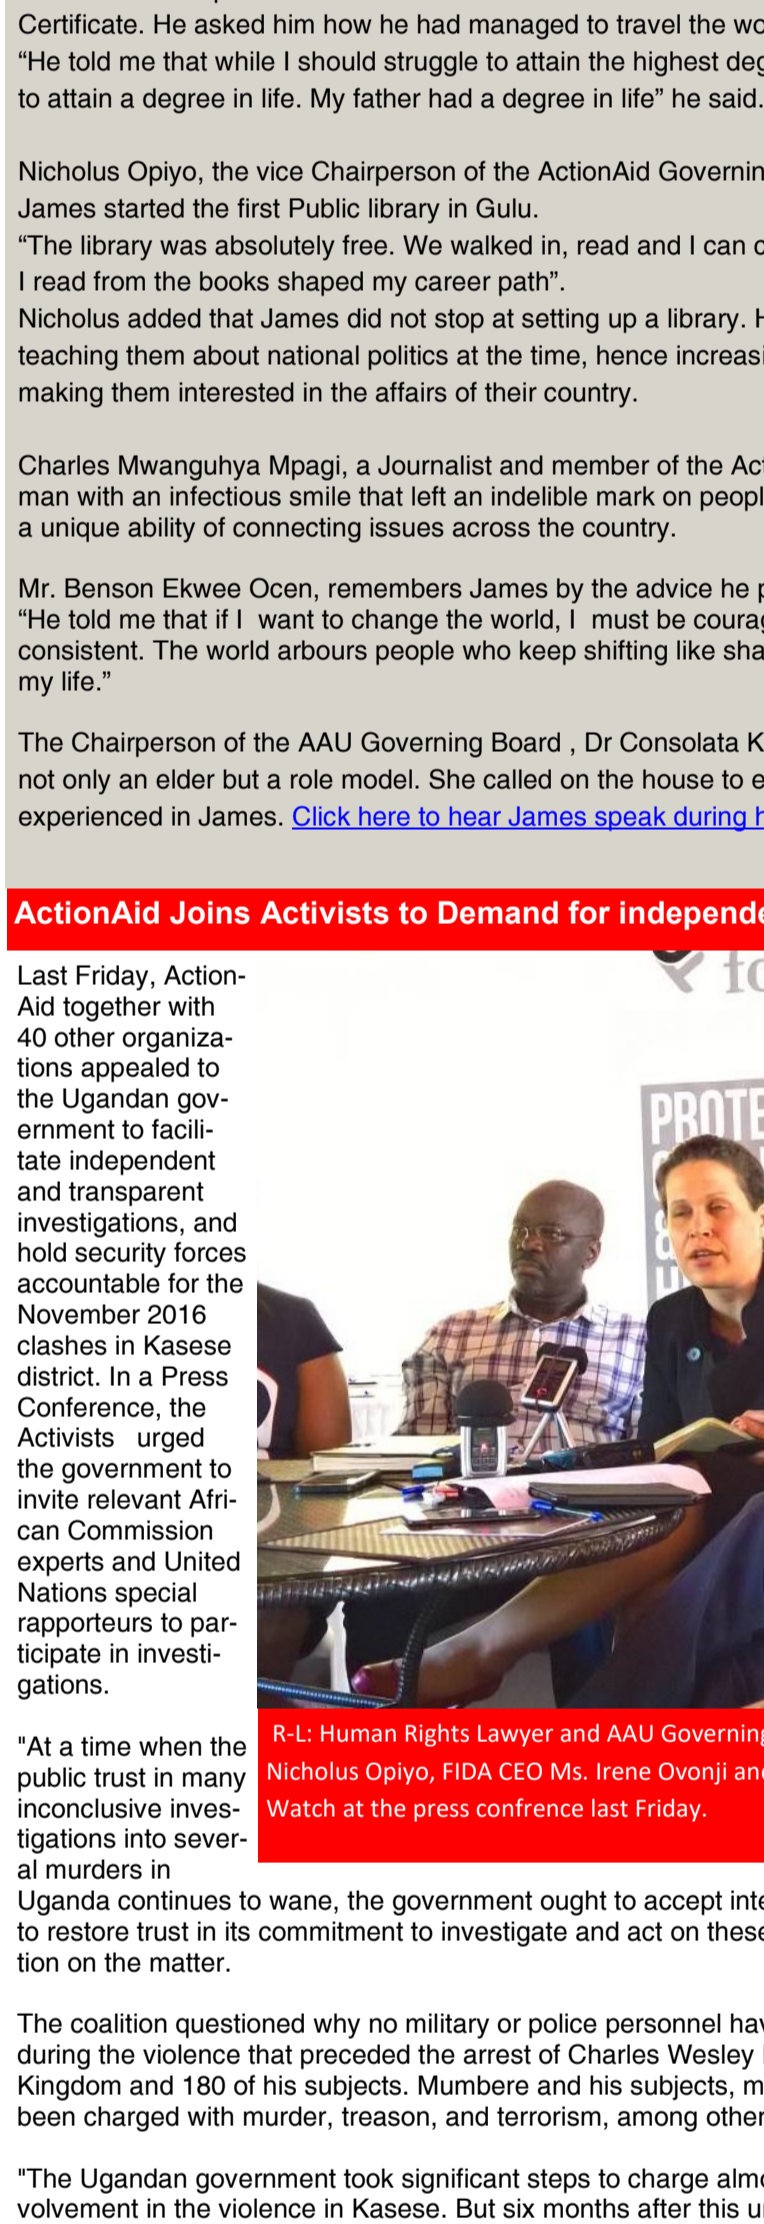 Certificate. He asked him how he had managed to travel the
“He told me that while I should struggle to attain the highest
to attain a degree in life. My father had a degree in life” he said.
Nicholus Opiyo, the vice Chairperson of the ActionAid
James started the first Public library in Gulu.
“The library was absolutely free. We walked in, read and I can
I read from the books shaped my career path”.
Nicholus added that James did not stop at setting up a library.
teaching them about national politics at the time, hence
making them interested in the affairs of their country.
Charles Mwanguhya Mpagi, a Journalist and member of the
man with an infectious smile that left an indelible mark on
a unique ability of connecting issues across the country.
Mr. Benson Ekwee Ocen, remembers James by the advice he
“He told me that if I want to change the world, I must be
consistent. The world arbours people who keep shifting like
my life.”
The Chairperson of the AAU Governing Board , Dr Consolata
not only an elder but a role model. She called on the house to
experienced in James. Click here to hear James speak during
ActionAid Joins Activists to Demand for
Last Friday, Action-
Aid together with
40 other organiza-
tions appealed to
the Ugandan gov-
ernment to facili-
tate independent
and transparent
investigations, and
hold security forces
accountable for the
November 2016
clashes in Kasese
district. In a Press
Conference, the
Activists urged
the government to
invite relevant Afri-
can Commission
experts and United
Nations special
rapporteurs to par-
ticipate in investi-
gations.
"At a time when the
public trust in many
inconclusive inves-
tigations into sever-
al murders in
Uganda continues to wane, the government ought to accept
to restore trust in its commitment to investigate and act on these
tion on the matter.
The coalition questioned why no military or police personnel
during the violence that preceded the arrest of Charles Wesley
Kingdom and 180 of his subjects. Mumbere and his subjects,
been charged with murder, treason, and terrorism, among other
"The Ugandan government took significant steps to charge
volvement in the violence in Kasese. But six months after this
R-L: Human Rights Lawyer and AAU
Nicholus Opiyo, FIDA CEO Ms. Irene Ovonji
Watch at the press confrence last Friday.